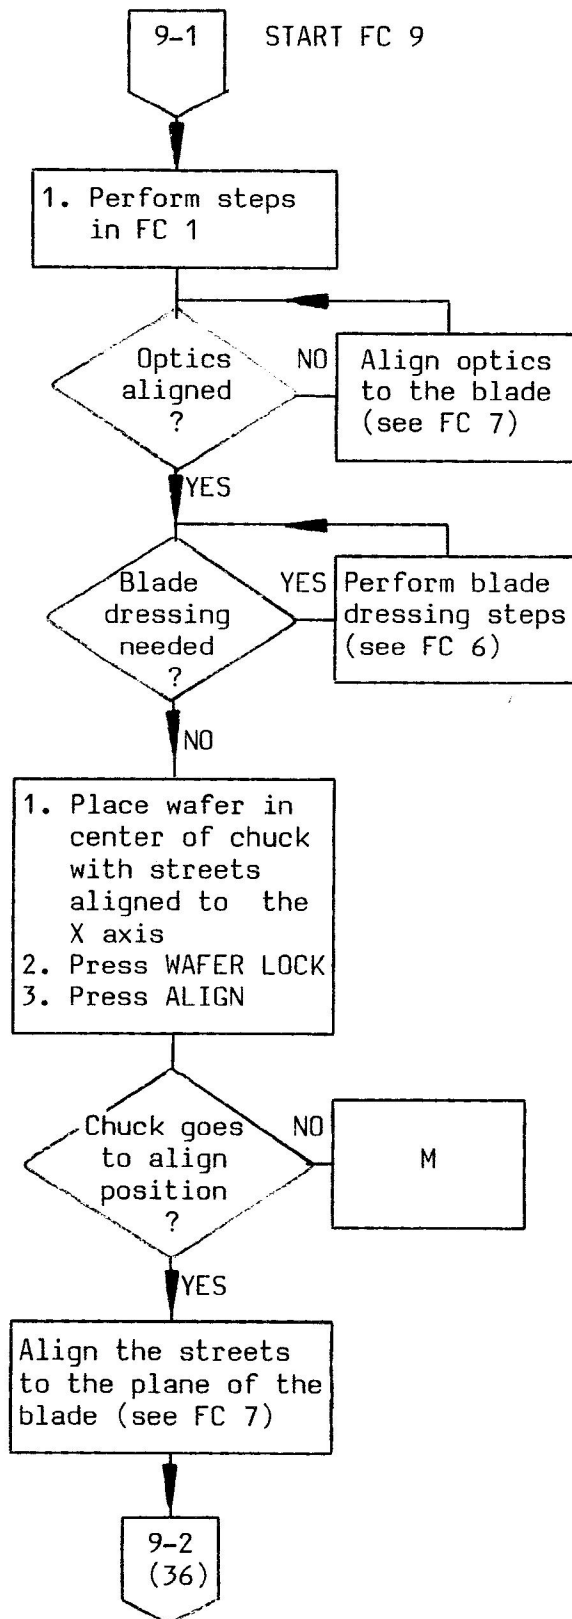 9-1 START FC 9
1. Perform steps
in FC 1
Optics
aligned
?
NO
Align optics
to the blade
(see FC 7)
YES
Blade
dressing
needed
?
YES
Perform blade
dressing steps
(see FC 6)
NO
1. Place wafer in
center of chuck
with streets
aligned to the
X axis
2. Press WAFER LOCK
3. Press ALIGN
Chuck goes
to align
position
?
NO
M
YES
Align the streets
to the plane of the
blade (see FC 7)
9-2
(36)